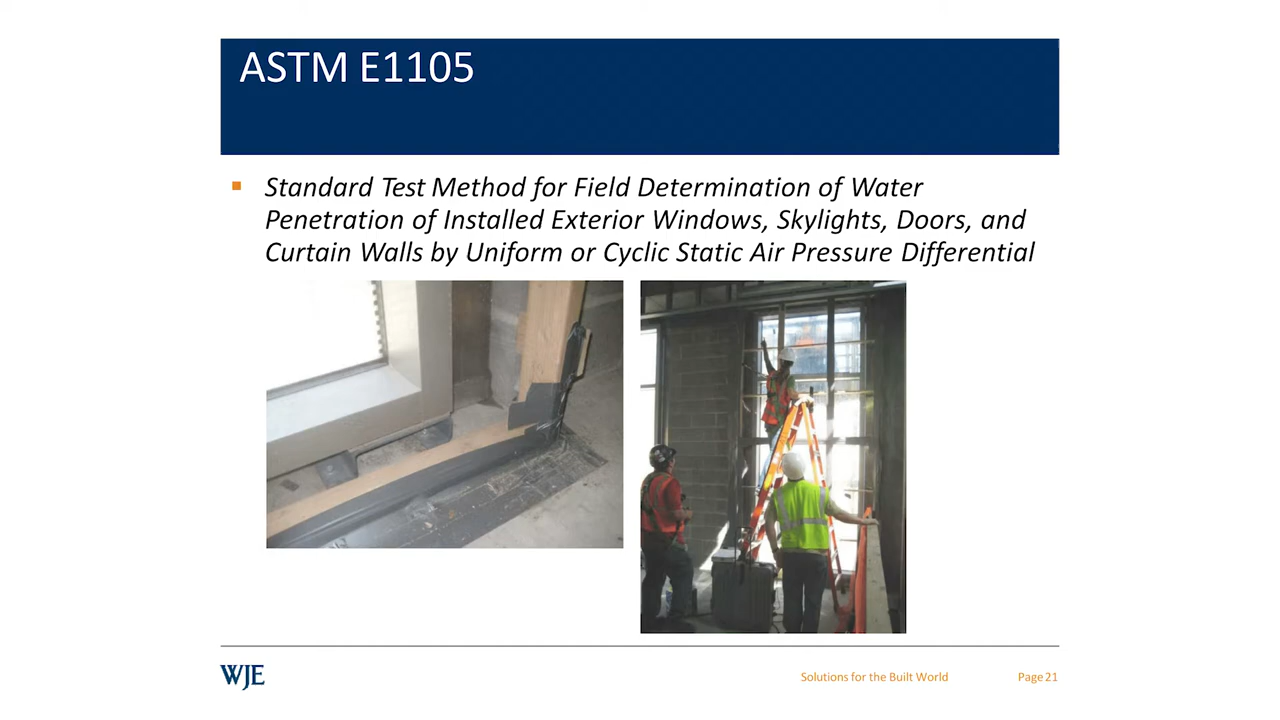 ASTM E1105
Standard Test Method for Field Determination of Water
Penetration of Installed Exterior Windows, Skylights, Doors, and
Curtain Walls by Uniform or Cyclic Static Air Pressure Differential
WJE
Solutions for the Built World
Page 21